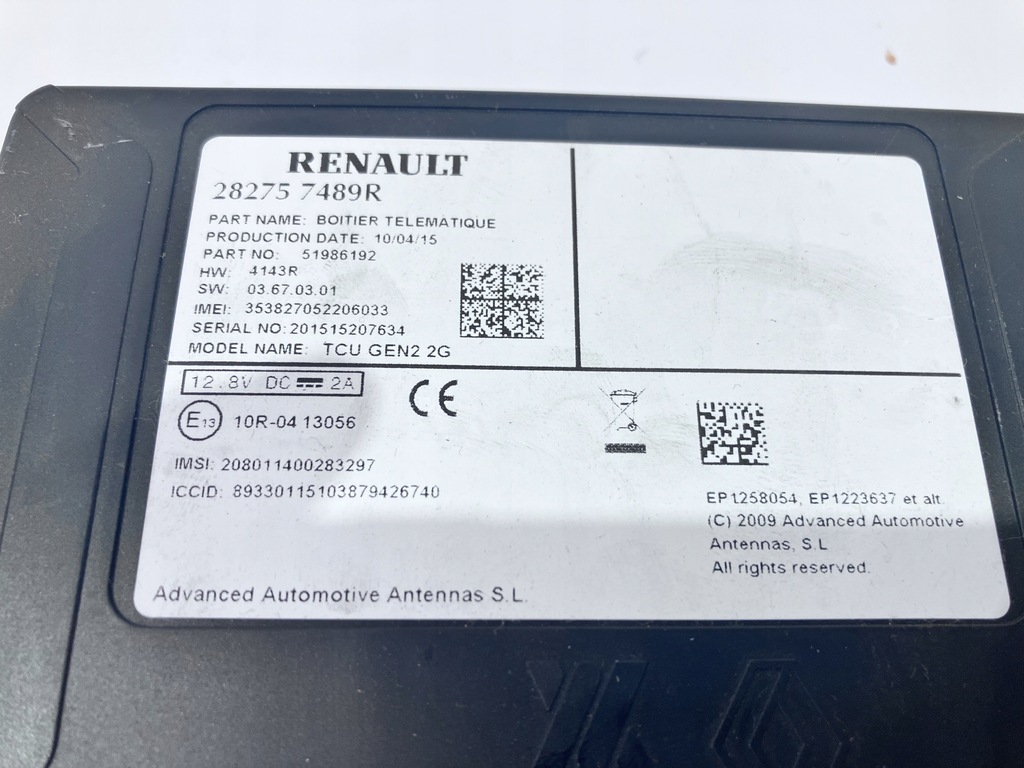 RENAULT
28275 7489R
PART NAME: BOITIER TELEMATIQUE
PRODUCTION DATE: 10/04/15
PART NO: 51986192
HW: 4143R
SW: 03.67.03.01
IMEI: 353827052206033
SERIAL NO: 201515207634
MODEL NAME: TCU GEN2 2G
12.8V DC 2A
E13 10R-04 13056
CE
IMSI: 208011400283297
ICCID: 89330115103879426740
EP1258054, EP1223637 et alt.
(C) 2009 Advanced Automotive
Antennas, S.L
All rights reserved.
Advanced Automotive Antennas S.L.